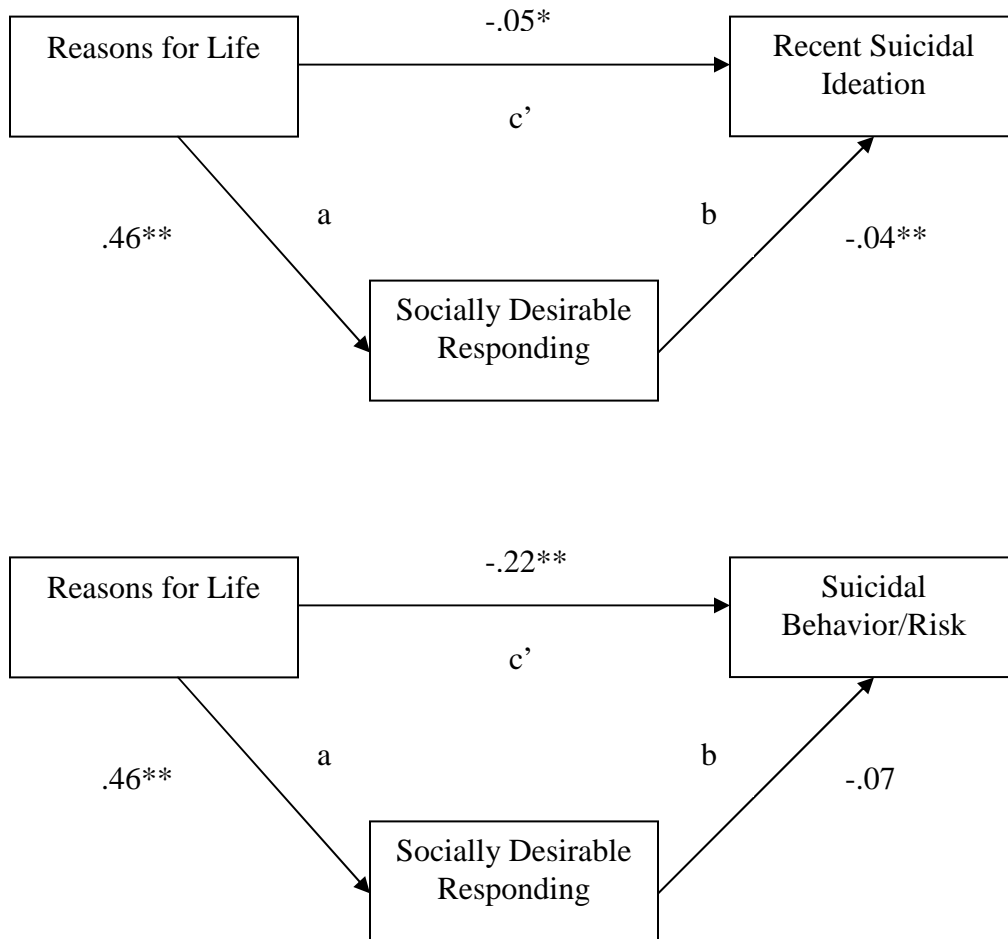 -.05*
Reasons for Life
Recent Suicidal
Ideation
c’
a
b
.46**
-.04**
Socially Desirable
Responding
-.22**
Reasons for Life
Suicidal
Behavior/Risk
c’
a
b
.46**
-.07
Socially Desirable
Responding